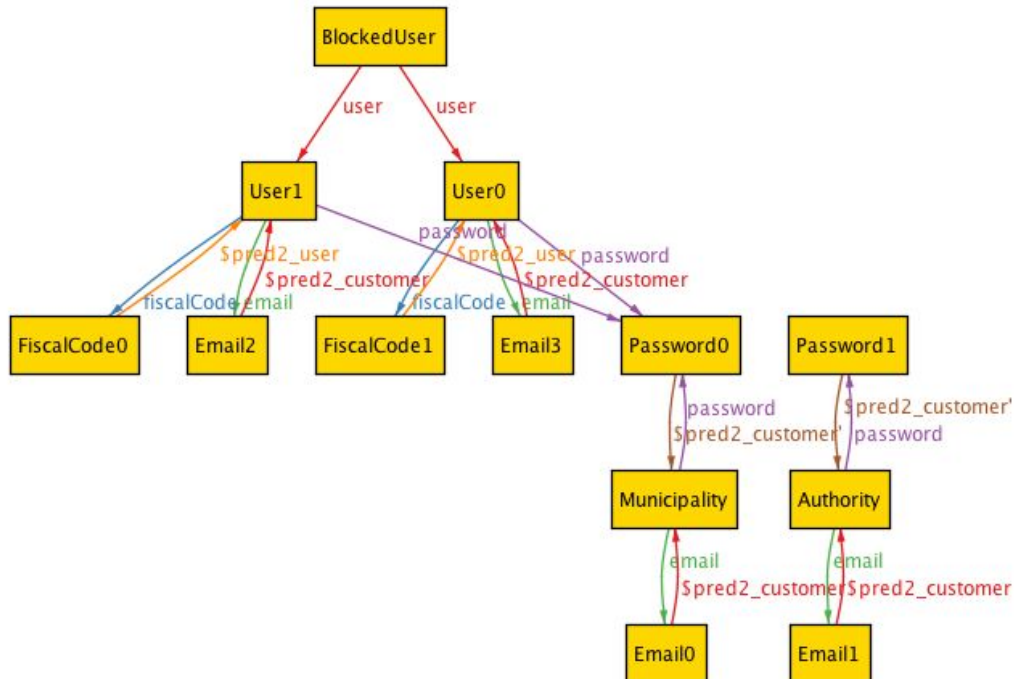 BlockedUser
user
user
User1
User0
password
$pred2_user
$pred2_user
password
$pred2_customer
$pred2_customer
fiscalCode
email
fiscalCode
email
FiscalCode0
Email2
FiscalCode1
Email3
Password0
Password1
password
$pred2_customer'
$pred2_customer'
password
Municipality
Authority
email
email
$pred2_customer
$pred2_customer
Email0
Email1